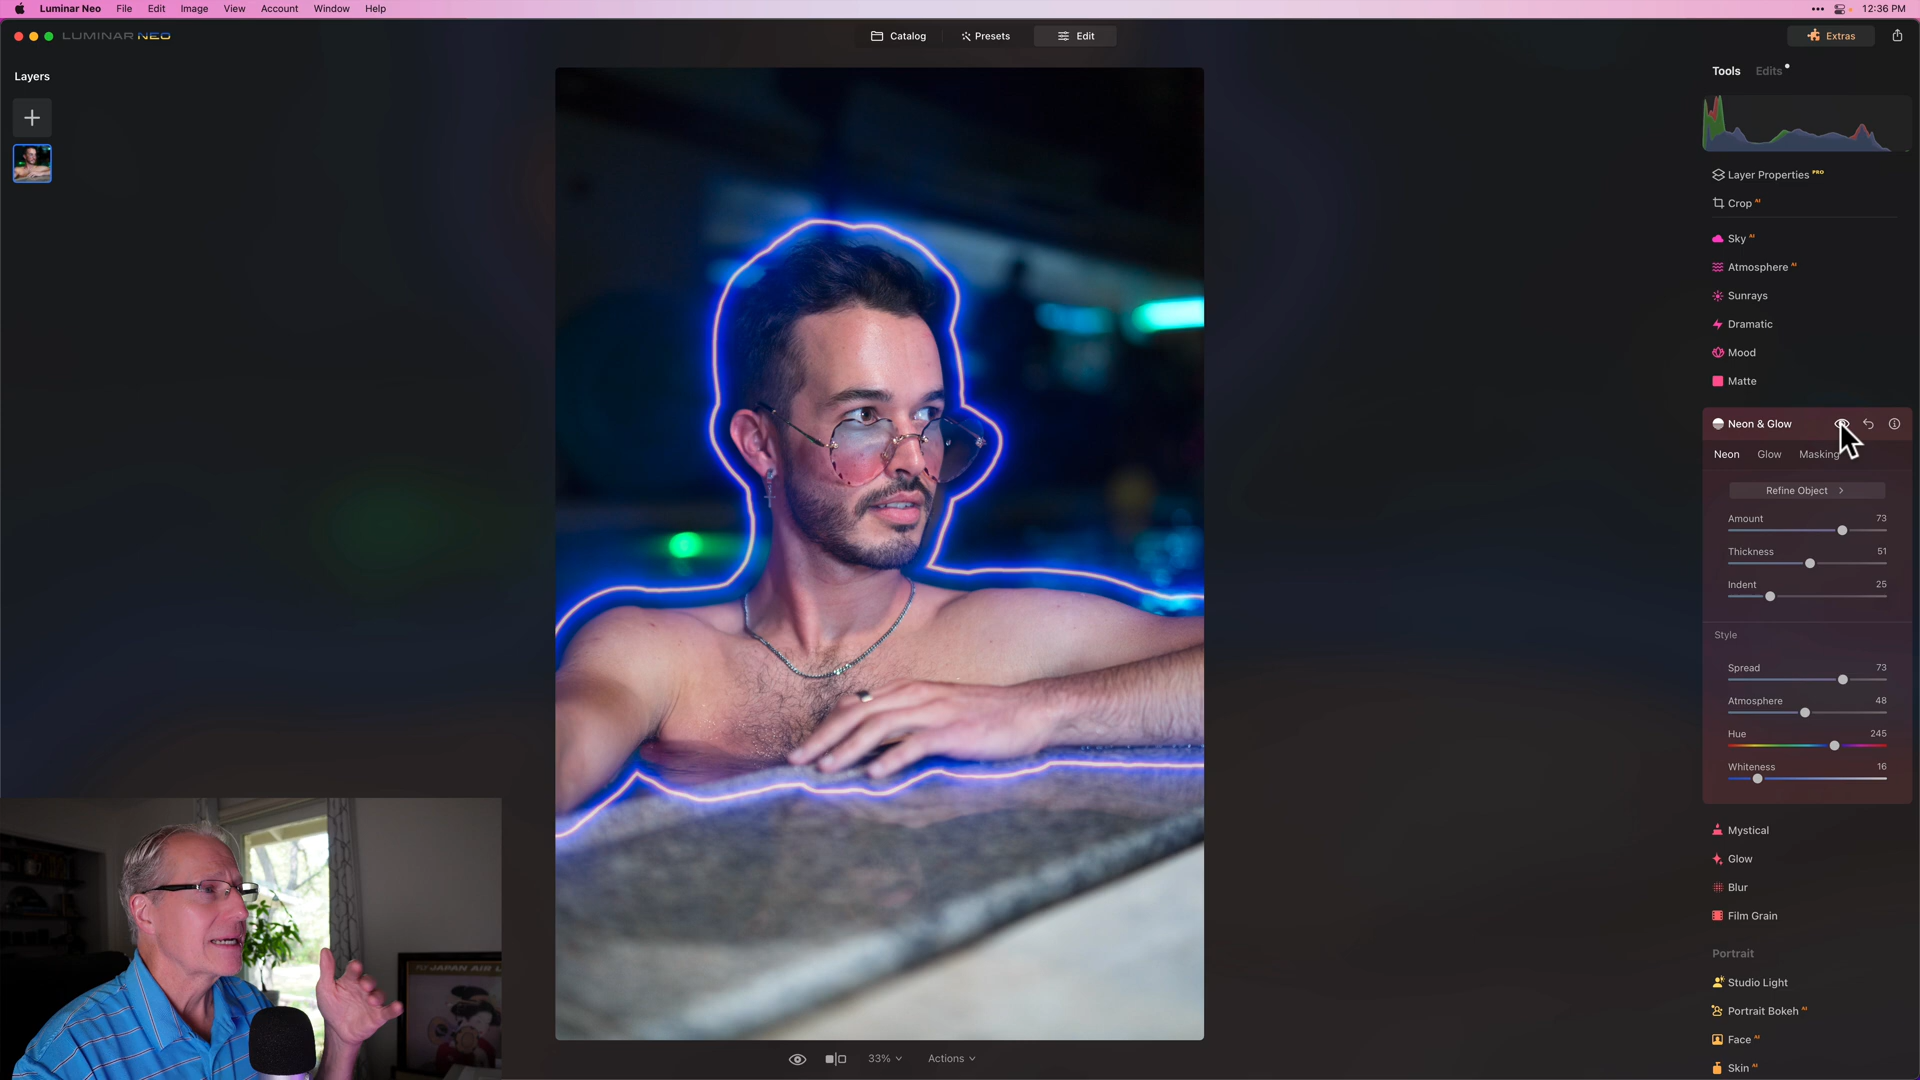 Luminar Neo File Edit Image View Account Window Help 12:36 PM
LUMINAR NEO Catalog Presets Edit Extras
Layers
Tools Edits
Layer Properties PRO
Crop AI
Sky AI
Atmosphere AI
Sunrays
Dramatic
Mood
Matte
Neon & Glow
Neon Glow Masking
Refine Object
Amount 73
Thickness 51
Indent 25
Style
Spread 73
Atmosphere 48
Hue 245
Whiteness 16
Mystical
Glow
Blur
Film Grain
Portrait
Studio Light
Portrait Bokeh AI
Face AI
Skin AI
JAPAN AIR L
33% Actions